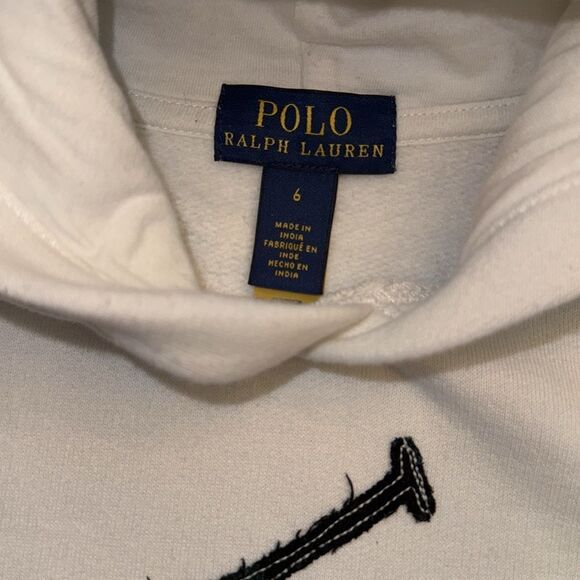 POLO
RALPH LAUREN
6
MADE IN
INDIA
FABRIQUÉ EN
INDE
HECHO EN
INDIA